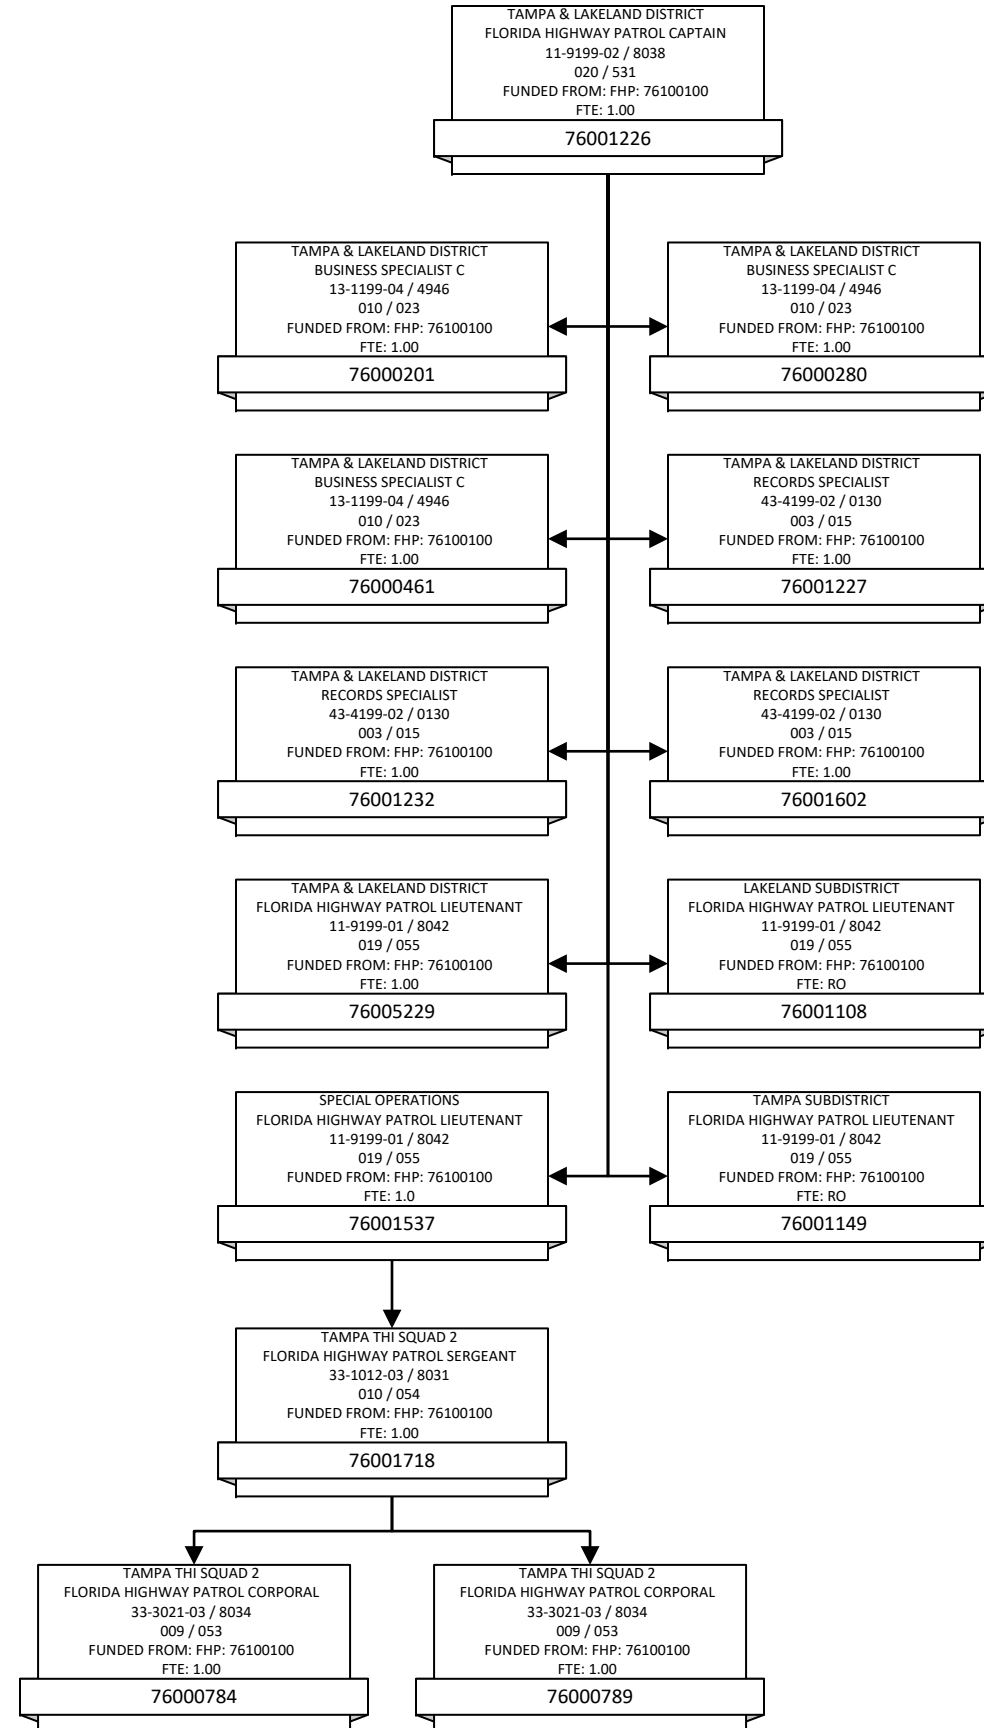 TAMPA & LAKELAND DISTRICT
FLORIDA HIGHWAY PATROL CAPTAIN
11-9199-02 / 8038
020 / 531
FUNDED FROM: FHP: 76100100
FTE: 1.00
76001226
TAMPA & LAKELAND DISTRICT
BUSINESS SPECIALIST C
13-1199-04 / 4946
010 / 023
FUNDED FROM: FHP: 76100100
FTE: 1.00
76000201
TAMPA & LAKELAND DISTRICT
BUSINESS SPECIALIST C
13-1199-04 / 4946
010 / 023
FUNDED FROM: FHP: 76100100
FTE: 1.00
76000280
TAMPA & LAKELAND DISTRICT
BUSINESS SPECIALIST C
13-1199-04 / 4946
010 / 023
FUNDED FROM: FHP: 76100100
FTE: 1.00
76000461
TAMPA & LAKELAND DISTRICT
RECORDS SPECIALIST
43-4199-02 / 0130
003 / 015
FUNDED FROM: FHP: 76100100
FTE: 1.00
76001227
TAMPA & LAKELAND DISTRICT
RECORDS SPECIALIST
43-4199-02 / 0130
003 / 015
FUNDED FROM: FHP: 76100100
FTE: 1.00
76001232
TAMPA & LAKELAND DISTRICT
RECORDS SPECIALIST
43-4199-02 / 0130
003 / 015
FUNDED FROM: FHP: 76100100
FTE: 1.00
76001602
TAMPA & LAKELAND DISTRICT
FLORIDA HIGHWAY PATROL LIEUTENANT
11-9199-01 / 8042
019 / 055
FUNDED FROM: FHP: 76100100
FTE: 1.00
76005229
LAKELAND SUBDISTRICT
FLORIDA HIGHWAY PATROL LIEUTENANT
11-9199-01 / 8042
019 / 055
FUNDED FROM: FHP: 76100100
FTE: RO
76001108
SPECIAL OPERATIONS
FLORIDA HIGHWAY PATROL LIEUTENANT
11-9199-01 / 8042
019 / 055
FUNDED FROM: FHP: 76100100
FTE: 1.0
76001537
TAMPA SUBDISTRICT
FLORIDA HIGHWAY PATROL LIEUTENANT
11-9199-01 / 8042
019 / 055
FUNDED FROM: FHP: 76100100
FTE: RO
76001149
TAMPA THI SQUAD 2
FLORIDA HIGHWAY PATROL SERGEANT
33-1012-03 / 8031
010 / 054
FUNDED FROM: FHP: 76100100
FTE: 1.00
76001718
TAMPA THI SQUAD 2
FLORIDA HIGHWAY PATROL CORPORAL
33-3021-03 / 8034
009 / 053
FUNDED FROM: FHP: 76100100
FTE: 1.00
76000784
TAMPA THI SQUAD 2
FLORIDA HIGHWAY PATROL CORPORAL
33-3021-03 / 8034
009 / 053
FUNDED FROM: FHP: 76100100
FTE: 1.00
76000789